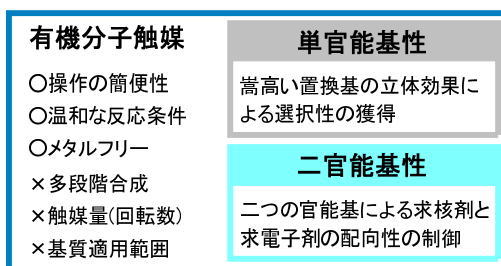 有機分子触媒
〇操作の簡便性
〇温和な反応条件
〇メタルフリー
×多段階合成
×触媒量(回転数)
×基質適用範囲
単官能基性
嵩高い置換基の立体効果に
よる選択性の獲得
二官能基性
二つの官能基による求核剤と
求電子剤の配向性の制御